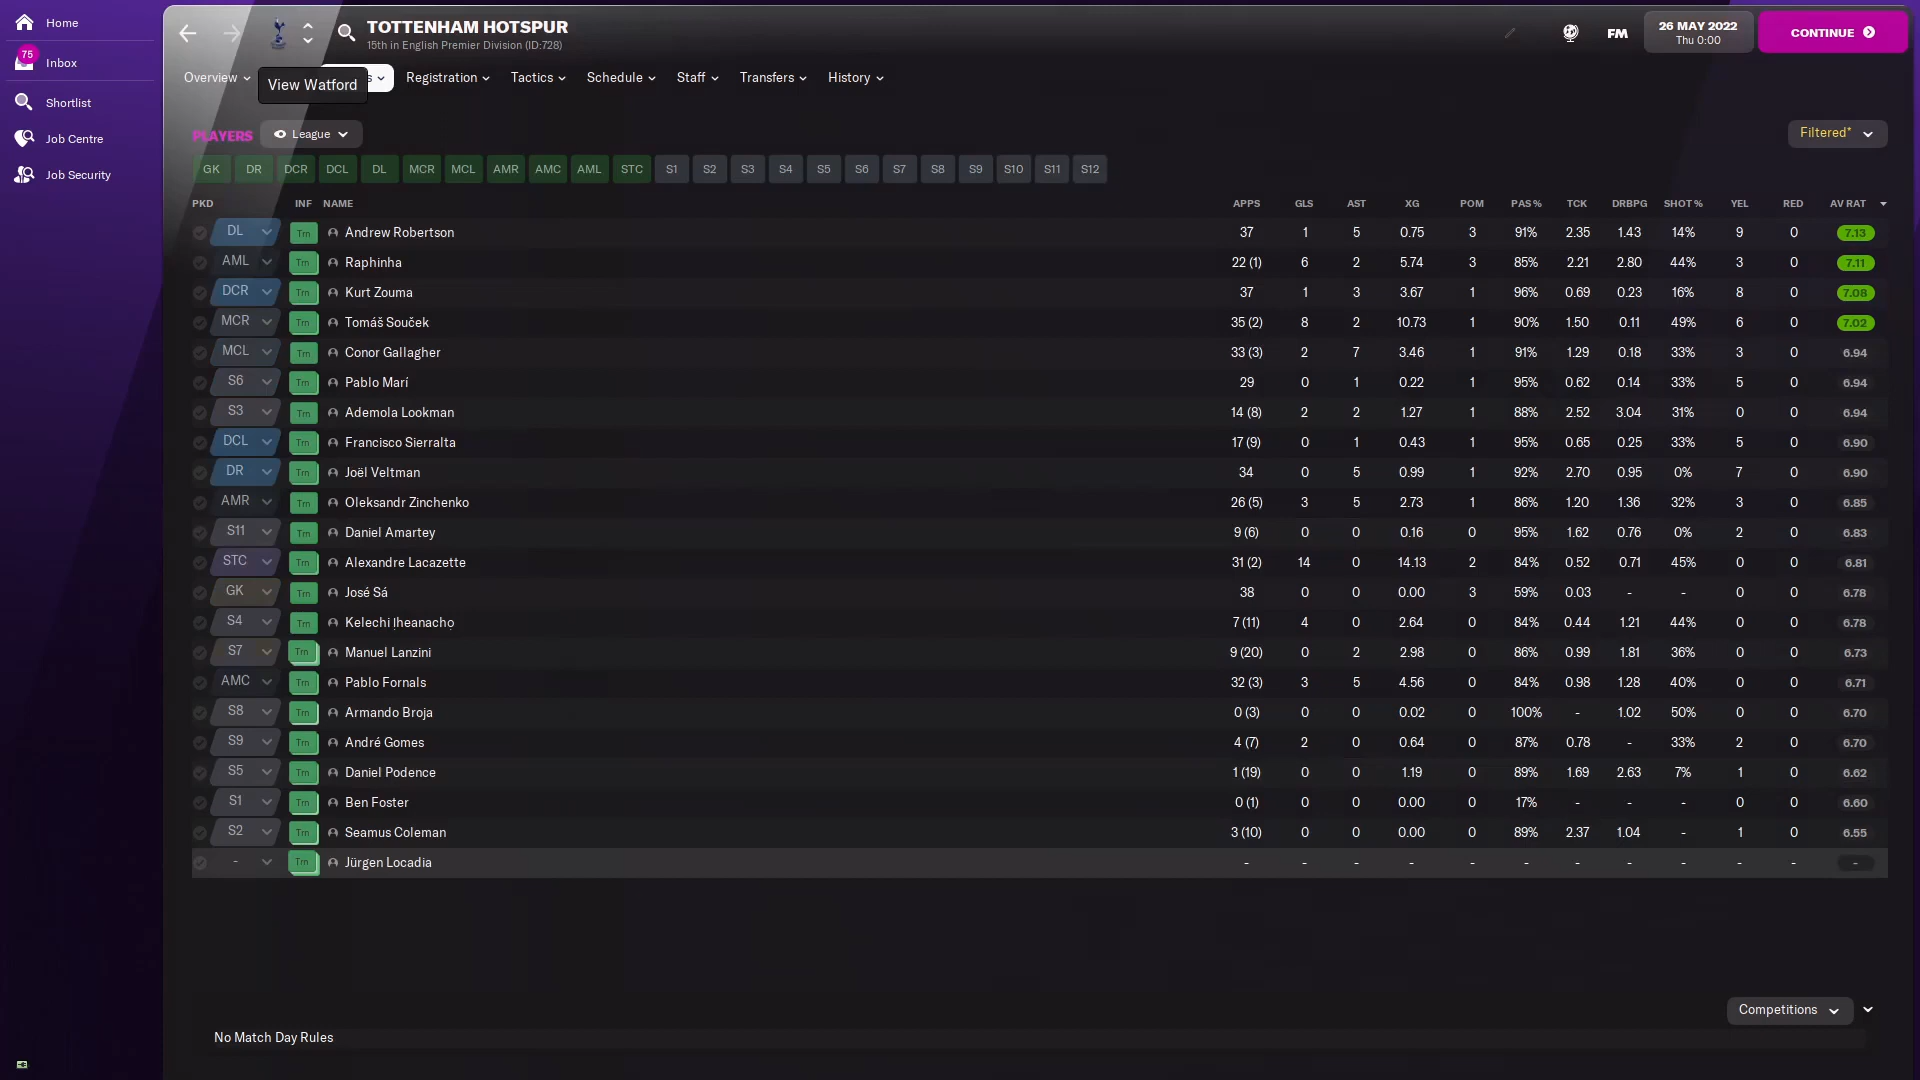 Home
75
Inbox
Shortlist
Job Centre
Job Security
TOTTENHAM HOTSPUR
15th in English Premier Division (ID:728)
FM
26 MAY 2022
Thu 0:00
CONTINUE
Overview
View Watford
s
Registration
Tactics
Schedule
Staff
Transfers
History
PLAYERS
League
Filtered*
GK DR DCR DCL DL MCR MCL AMR AMC AML STC S1 S2 S3 S4 S5 S6 S7 S8 S9 S10 S11 S12
PKD INF NAME APPS GLS AST XG POM PAS % TCK DRBPG SHOT % YEL RED AV RAT
DL Trn Andrew Robertson 37 1 5 0.75 3 91% 2.35 1.43 14% 9 0 7.13
AML Trn Raphinha 22 (1) 6 2 5.74 3 85% 2.21 2.80 44% 3 0 7.11
DCR Trn Kurt Zouma 37 1 3 3.67 1 96% 0.69 0.23 16% 8 0 7.08
MCR Trn Tomáš Souček 35 (2) 8 2 10.73 1 90% 1.50 0.11 49% 6 0 7.02
MCL Trn Conor Gallagher 33 (3) 2 7 3.46 1 91% 1.29 0.18 33% 3 0 6.94
S6 Trn Pablo Marí 29 0 1 0.22 1 95% 0.62 0.14 33% 5 0 6.94
S3 Trn Ademola Lookman 14 (8) 2 2 1.27 1 88% 2.52 3.04 31% 0 0 6.94
DCL Trn Francisco Sierralta 17 (9) 0 1 0.43 1 95% 0.65 0.25 33% 5 0 6.90
DR Trn Joël Veltman 34 0 5 0.99 1 92% 2.70 0.95 0% 7 0 6.90
AMR Trn Oleksandr Zinchenko 26 (5) 3 5 2.73 1 86% 1.20 1.36 32% 3 0 6.85
S11 Trn Daniel Amartey 9 (6) 0 0 0.16 0 95% 1.62 0.76 0% 2 0 6.83
STC Trn Alexandre Lacazette 31 (2) 14 0 14.13 2 84% 0.52 0.71 45% 0 0 6.81
GK Trn José Sá 38 0 0 0.00 3 59% 0.03 - - 0 0 6.78
S4 Trn Kelechi Ịheanachọ 7 (11) 4 0 2.64 0 84% 0.44 1.21 44% 0 0 6.78
S7 Trn Manuel Lanzini 9 (20) 0 2 2.98 0 86% 0.99 1.81 36% 0 0 6.73
AMC Trn Pablo Fornals 32 (3) 3 5 4.56 0 84% 0.98 1.28 40% 0 0 6.71
S8 Trn Armando Broja 0 (3) 0 0 0.02 0 100% - 1.02 50% 0 0 6.70
S9 Trn André Gomes 4 (7) 2 0 0.64 0 87% 0.78 - 33% 2 0 6.70
S5 Trn Daniel Podence 1 (19) 0 0 1.19 0 89% 1.69 2.63 7% 1 0 6.62
S1 Trn Ben Foster 0 (1) 0 0 0.00 0 17% - - - 0 0 6.60
S2 Trn Seamus Coleman 3 (10) 0 0 0.00 0 89% 2.37 1.04 - 1 0 6.55
- Trn Jürgen Locadia - - - - - - - - - - - -
Competitions
No Match Day Rules